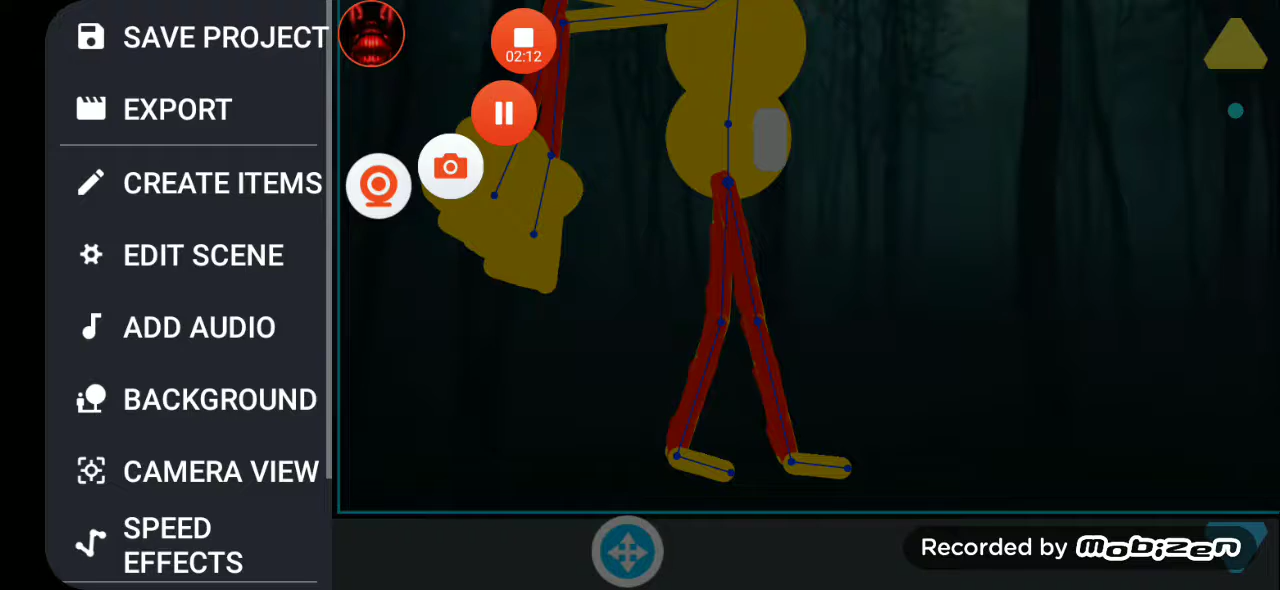 SAVE PROJECT
02:12
EXPORT
CREATE ITEMS
EDIT SCENE
ADD AUDIO
BACKGROUND
CAMERA VIEW
SPEED
EFFECTS
Recorded by mobizen